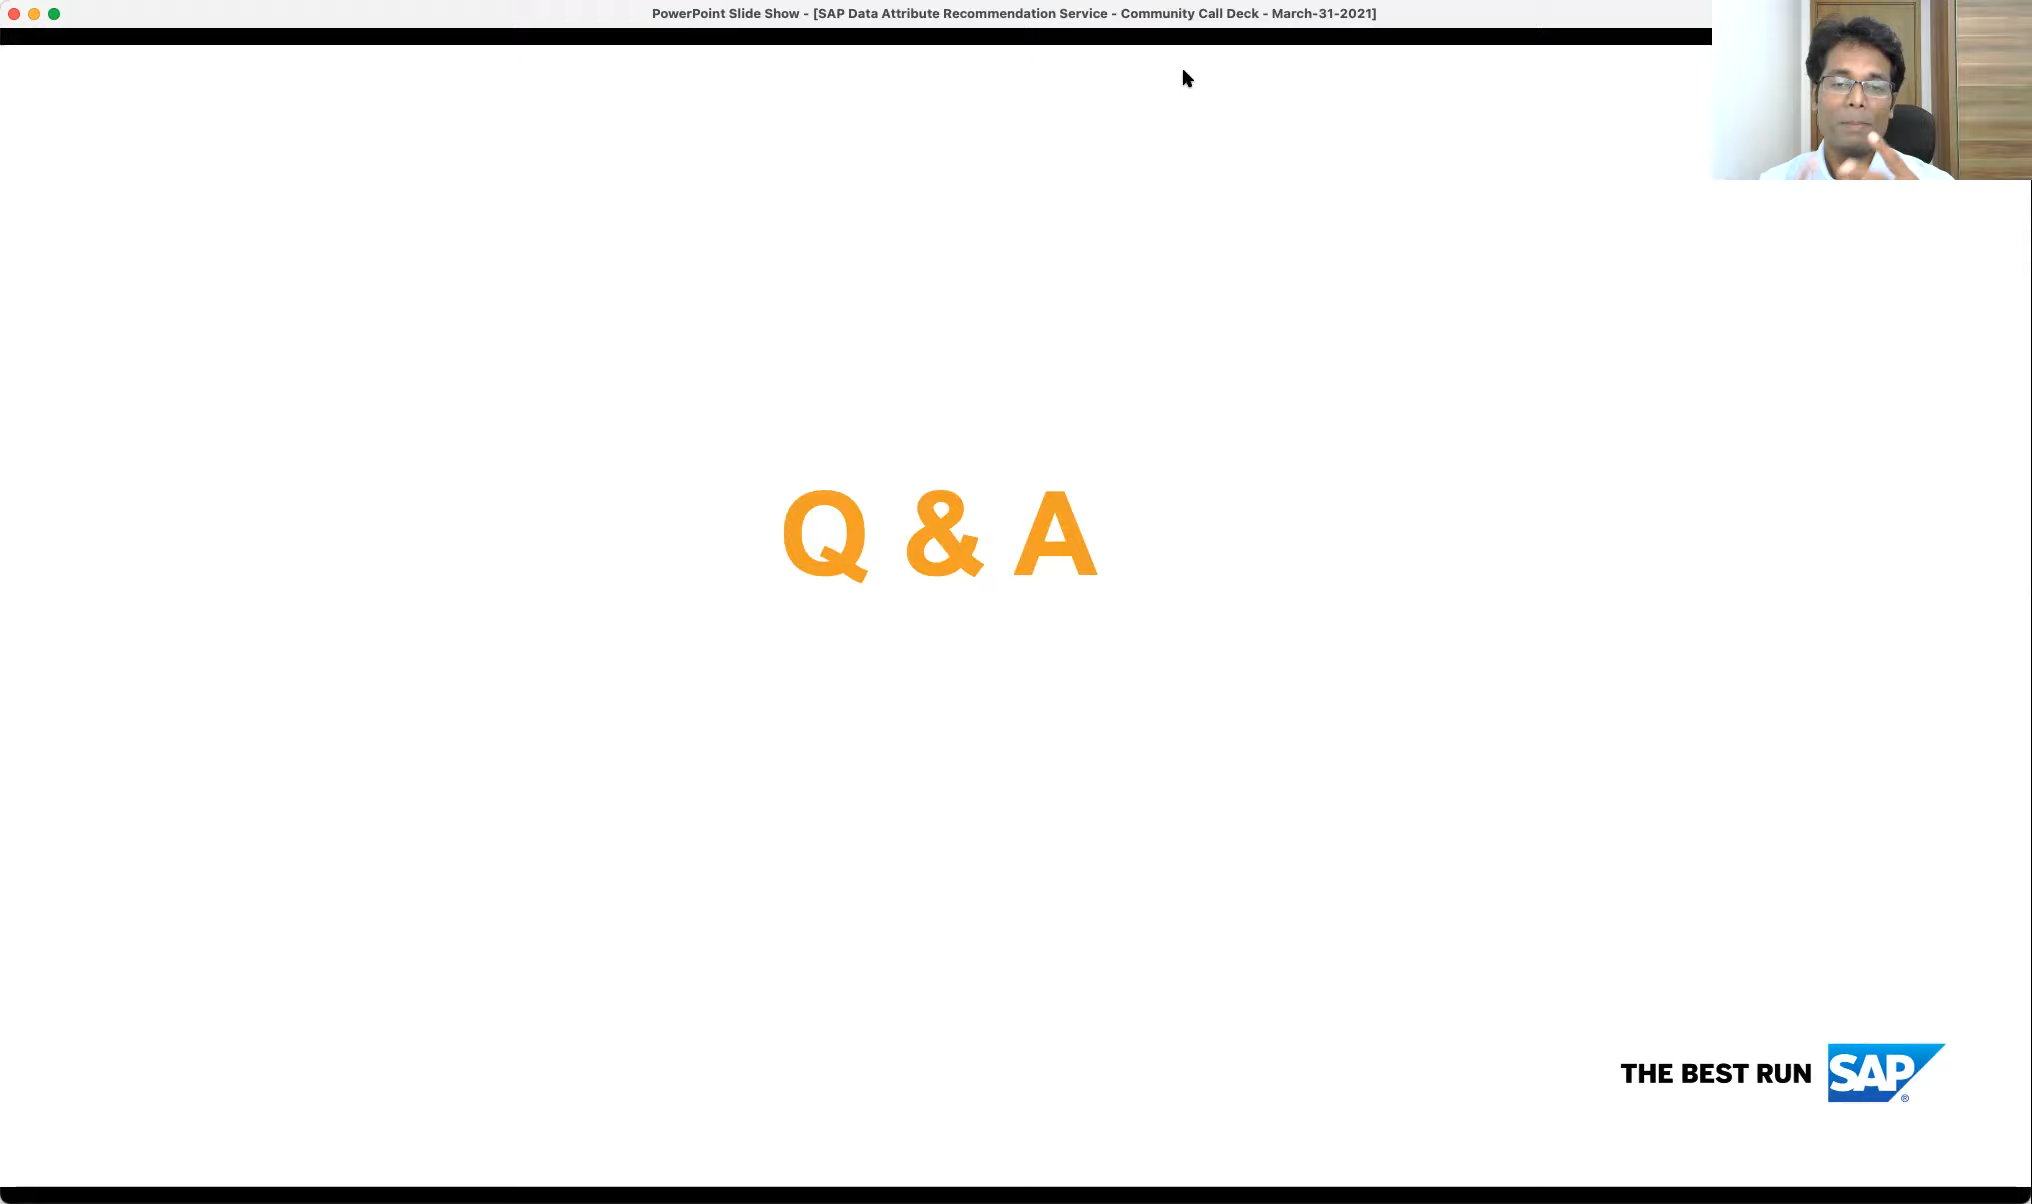 PowerPoint Slide Show - [SAP Data Attribute Recommendation Service - Community Call Deck - March-31-2021]
Q & A
THE BEST RUN SAP®